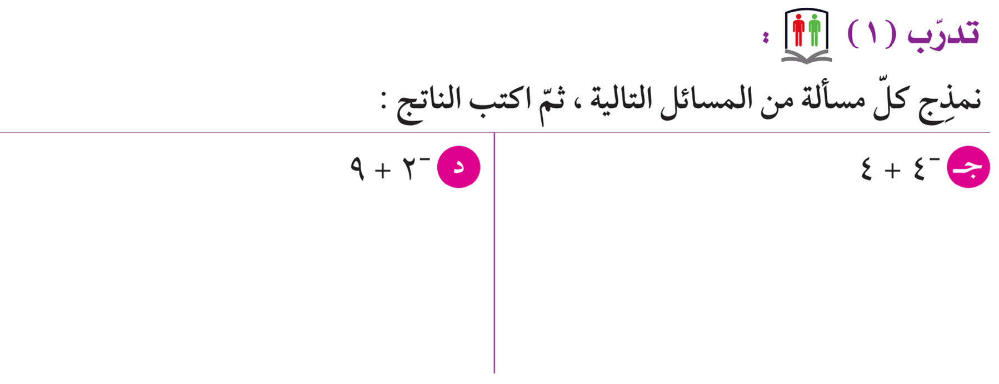 تدرّب (١) :
نمذِج كلّ مسألة من المسائل التالية ، ثمّ اكتب الناتج :
جـ ⁻٤ + ٤
د ⁻٢ + ٩